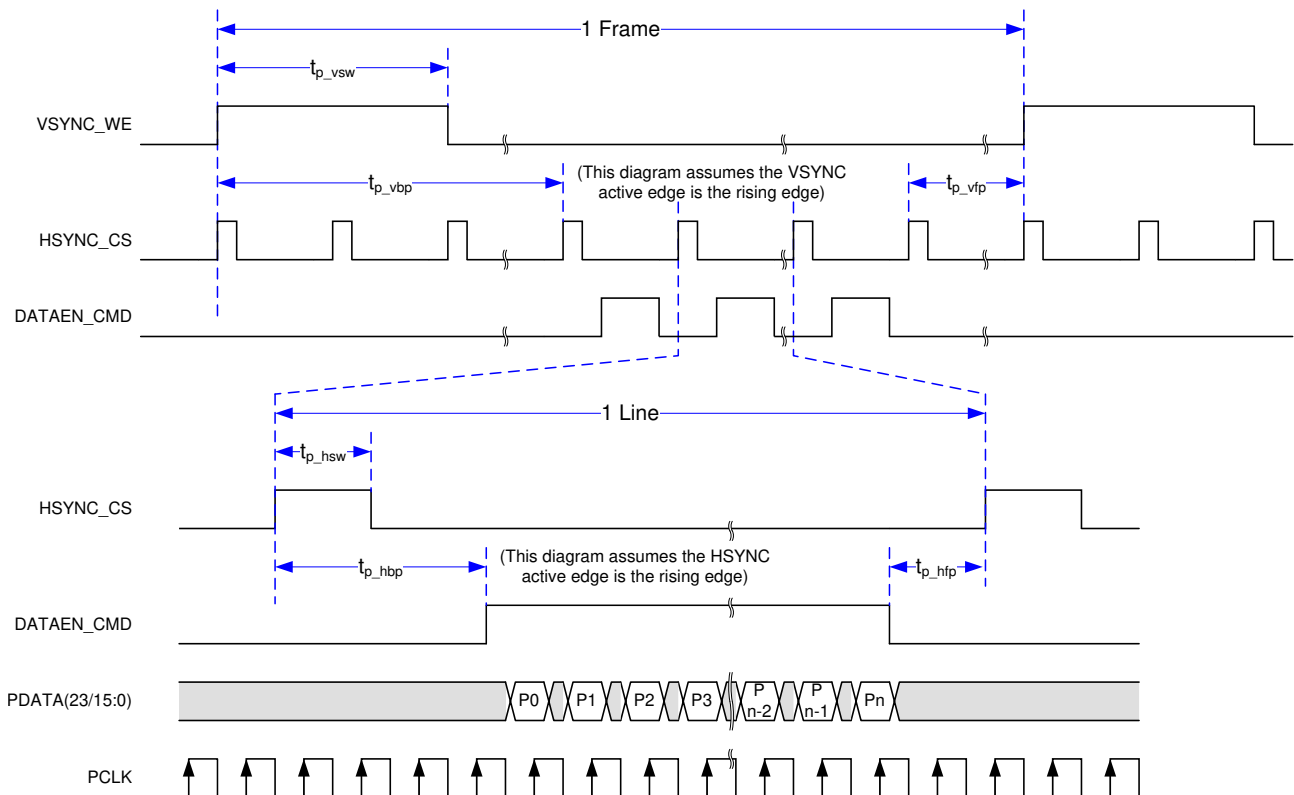 1 Frame
tp_vsw
VSYNC_WE
(This diagram assumes the VSYNC
active edge is the rising edge)
tp_vbp
tp_vfp
HSYNC_CS
DATAEN_CMD
1 Line
tp_hsw
HSYNC_CS
(This diagram assumes the HSYNC
active edge is the rising edge)
tp_hbp
tp_hfp
DATAEN_CMD
PDATA(23/15:0)
P0
P1
P2
P3
P
n-2
P
n-1
Pn
PCLK